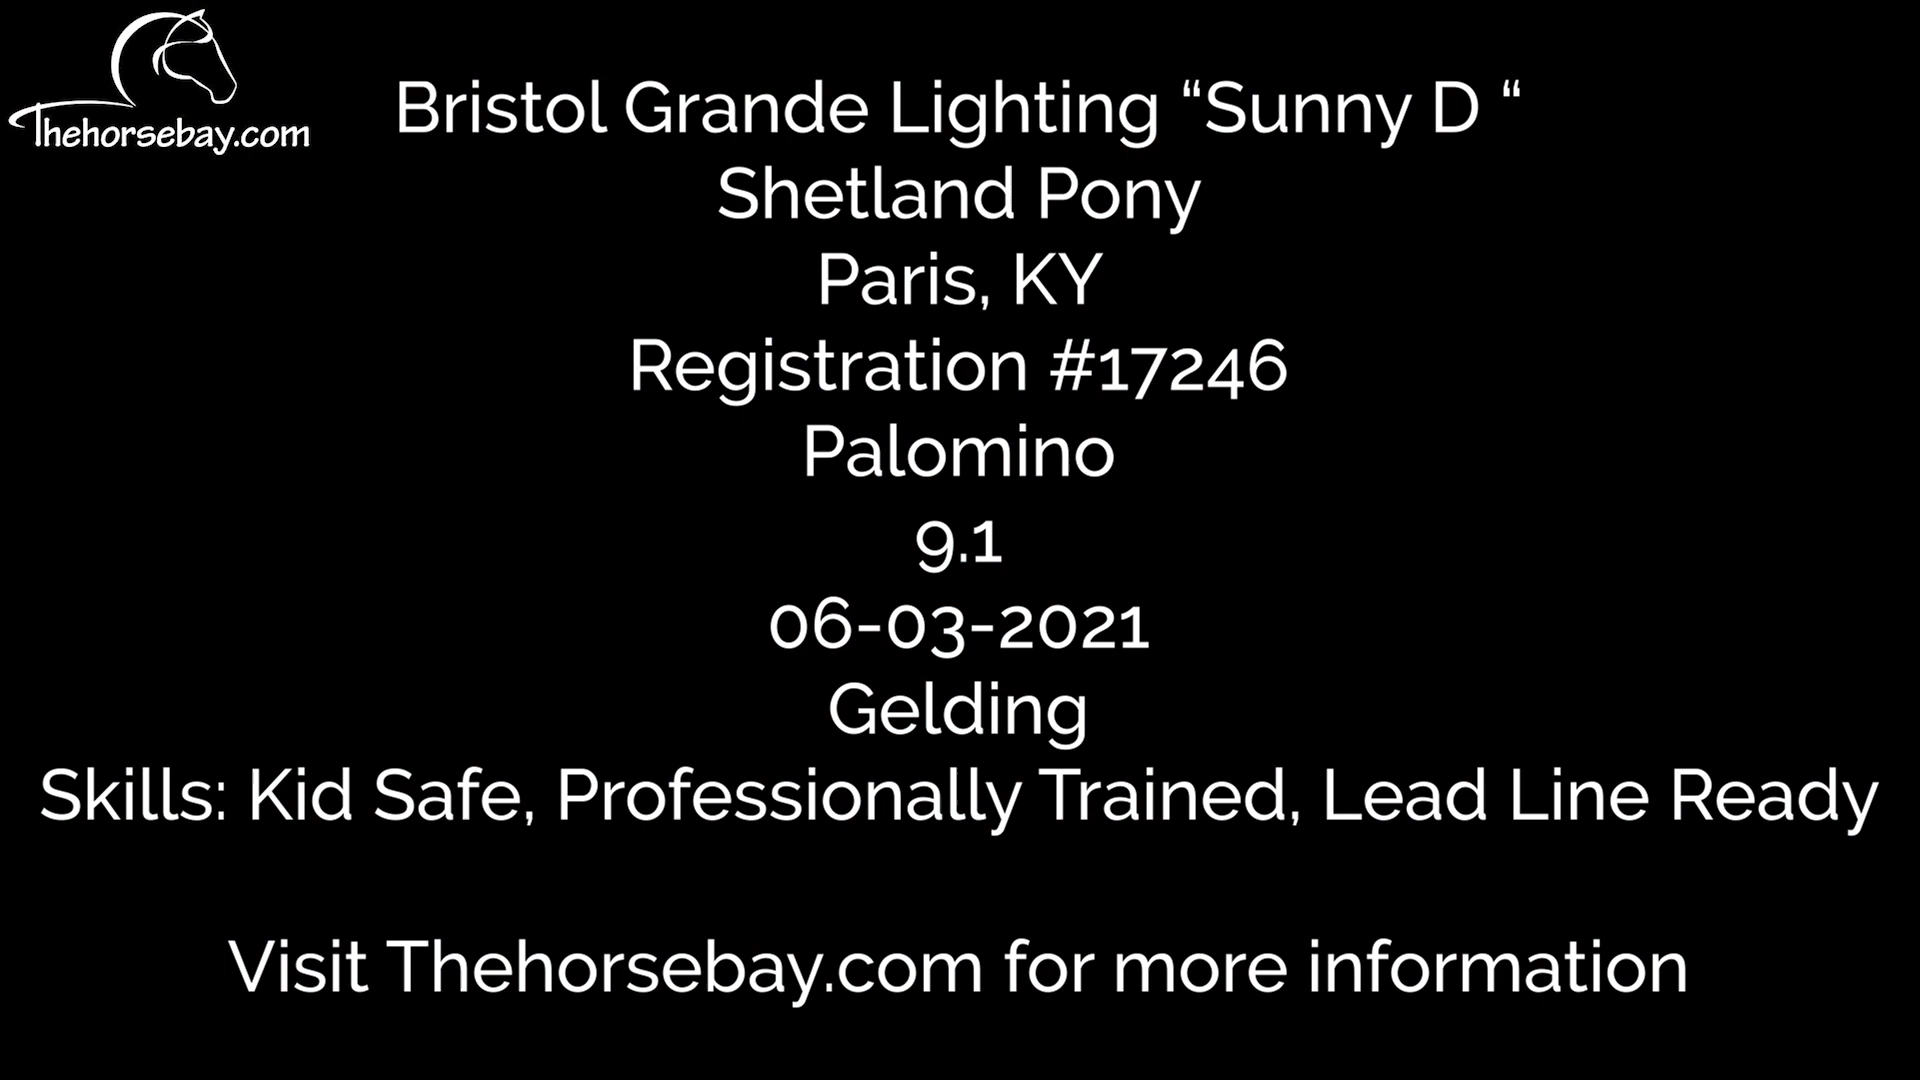 Thehorsebay.com
Bristol Grande Lighting “Sunny D “
Shetland Pony
Paris, KY
Registration #17246
Palomino
9.1
06-03-2021
Gelding
Skills: Kid Safe, Professionally Trained, Lead Line Ready
Visit Thehorsebay.com for more information